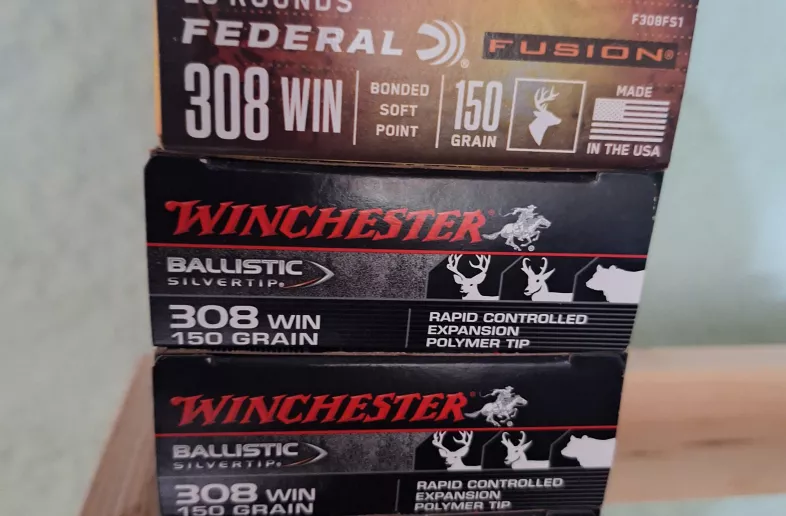 20 ROUNDS
F308FS1
FEDERAL® FUSION®
308 WIN
BONDED
SOFT
POINT
150
GRAIN
MADE
IN THE USA
WINCHESTER®
BALLISTIC
SILVERTIP®
308 WIN
150 GRAIN
RAPID CONTROLLED
EXPANSION
POLYMER TIP
WINCHESTER®
BALLISTIC
SILVERTIP®
308 WIN
150 GRAIN
RAPID CONTROLLED
EXPANSION
POLYMER TIP